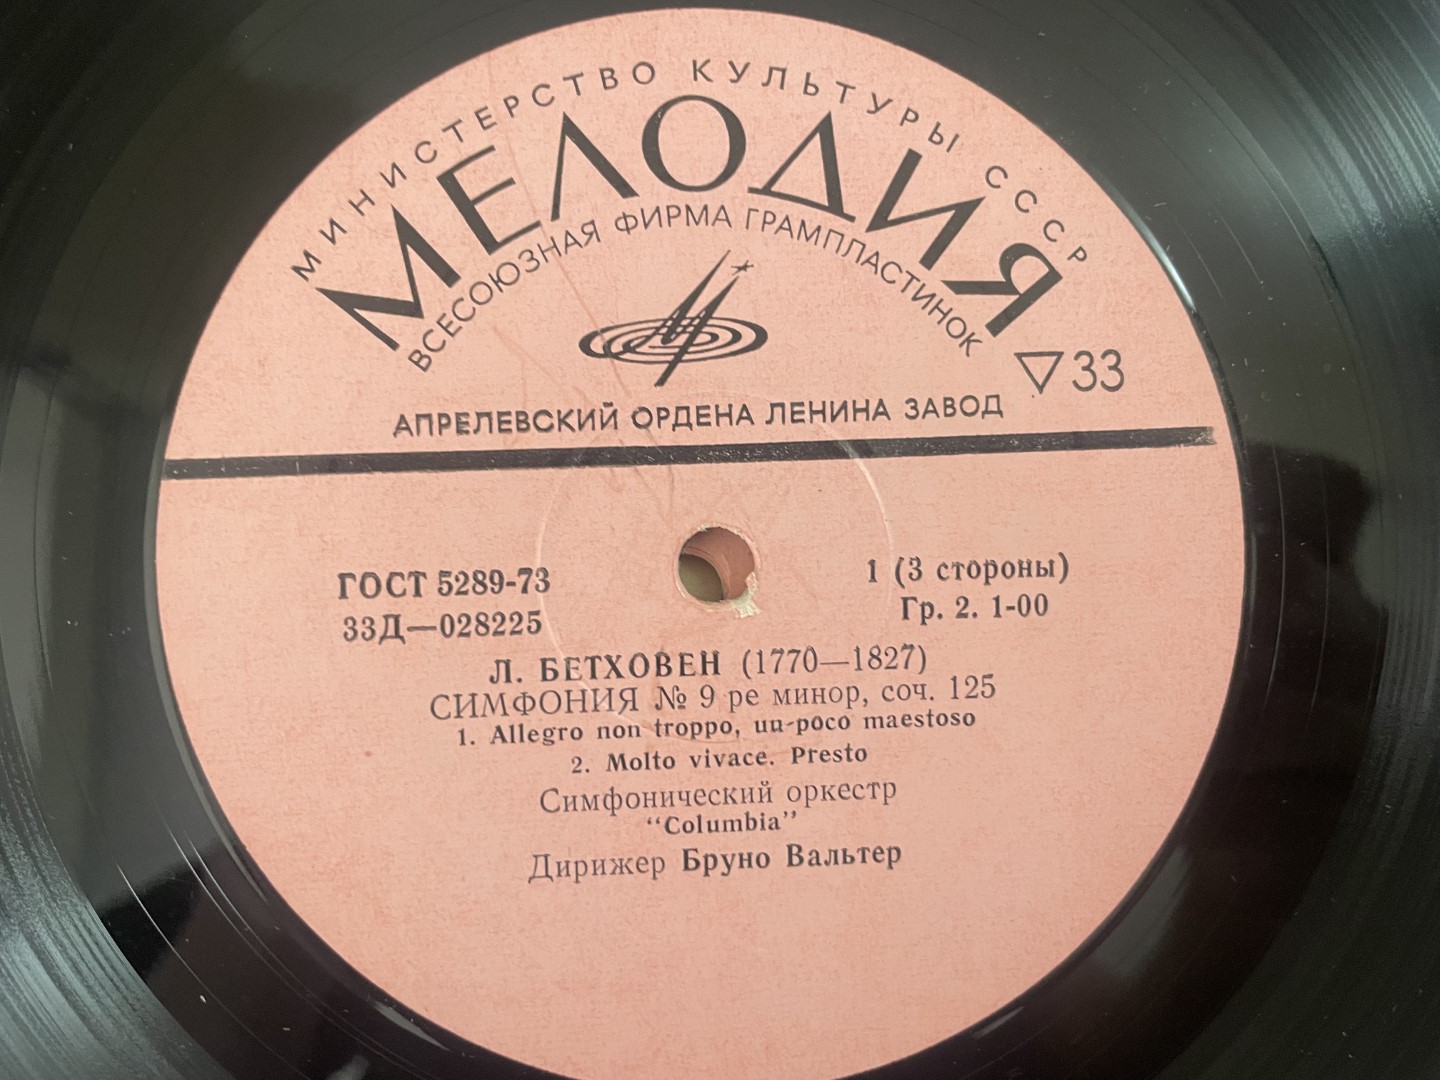 МИНИСТЕРСТВО КУЛЬТУРЫ СССР
МЕЛОДИЯ
ВСЕСОЮЗНАЯ ФИРМА ГРАМПЛАСТИНОК
▽33
АПРЕЛЕВСКИЙ ОРДЕНА ЛЕНИНА ЗАВОД
ГОСТ 5289-73
33Д—028225
1 (3 стороны)
Гр. 2. 1-00
Л. БЕТХОВЕН (1770—1827)
СИМФОНИЯ № 9 ре минор, соч. 125
1. Allegro non troppo, un-poco maestoso
2. Molto vivace. Presto
Симфонический оркестр
“Columbia”
Дирижер Бруно Вальтер